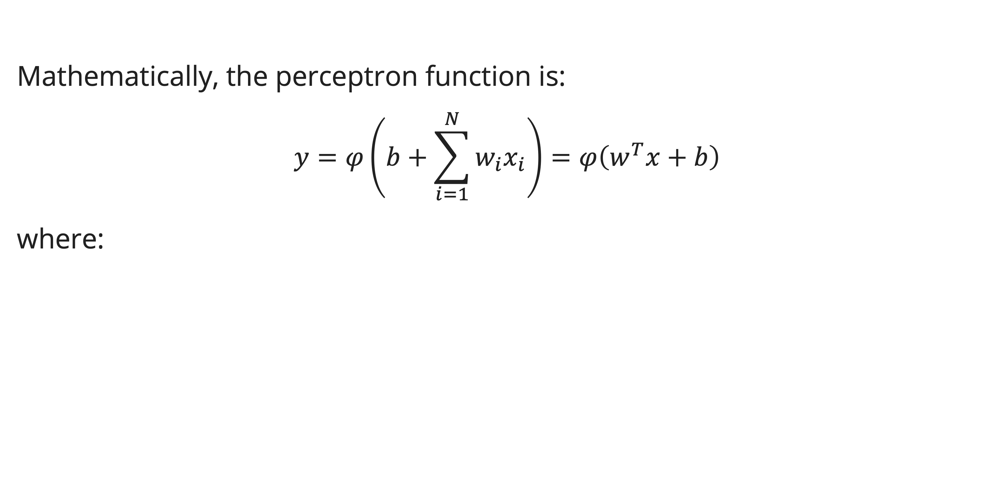 Mathematically, the perceptron function is:
y = φ(b + ∑_{i=1}^{N} w_i x_i) = φ(w^T x + b)
where: